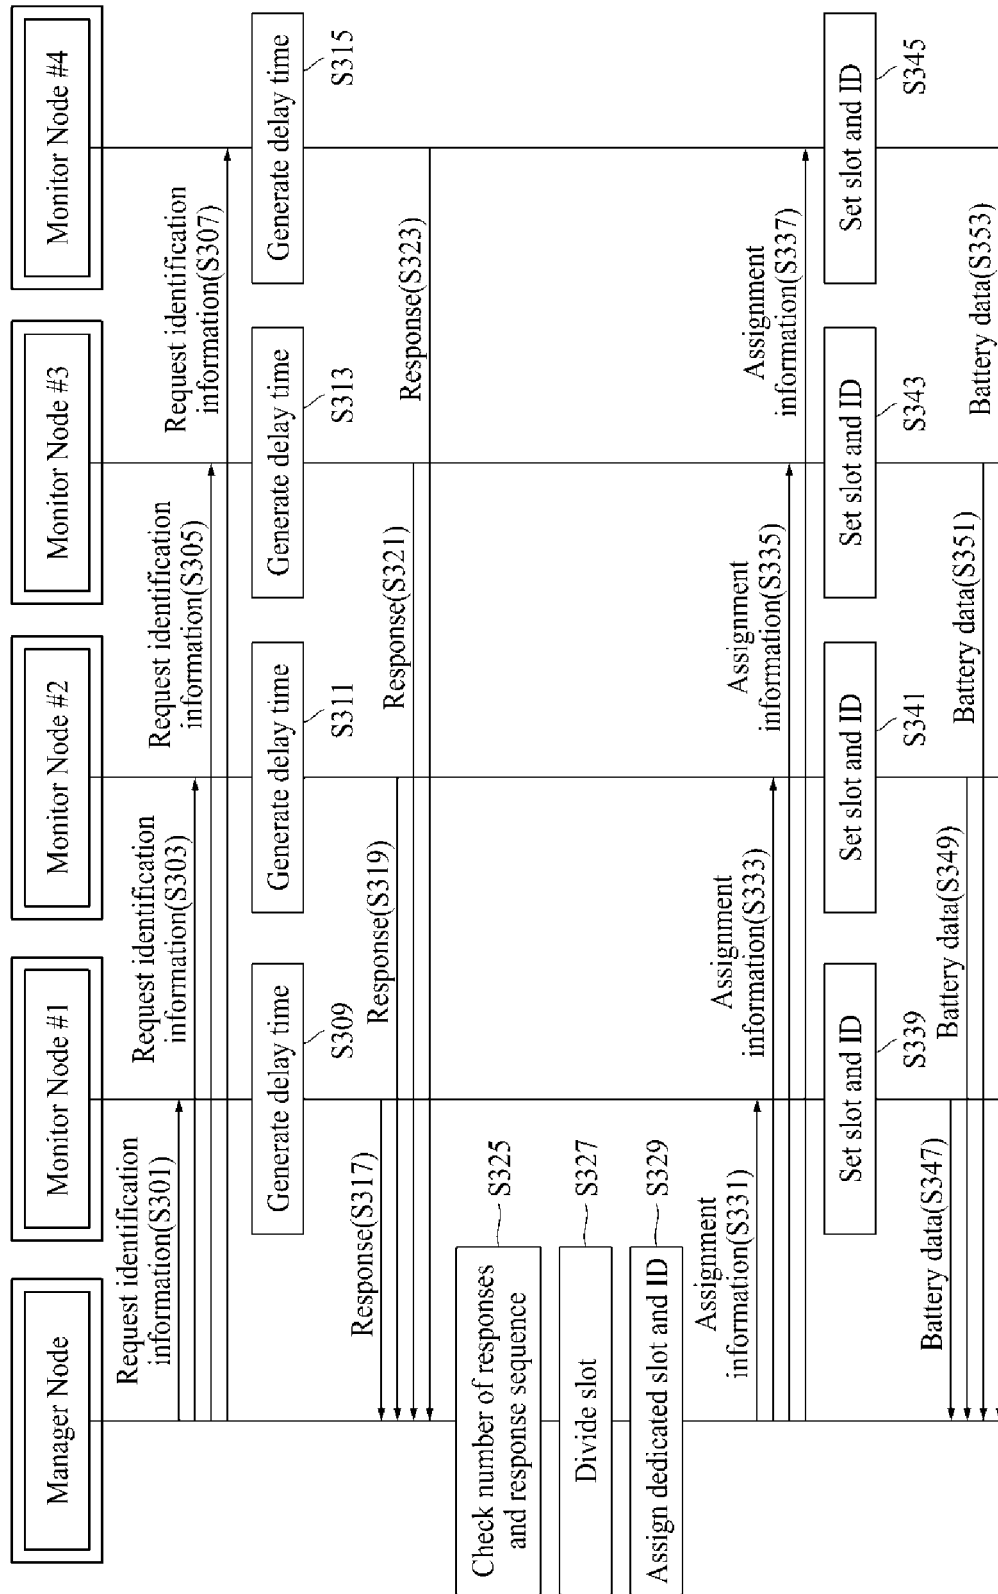 Manager Node
Monitor Node #1
Monitor Node #2
Monitor Node #3
Monitor Node #4
Request identification
information(S301)
Request identification
information(S303)
Request identification
information(S305)
Request identification
information(S307)
Generate delay time
S309
Generate delay time
S311
Generate delay time
S313
Generate delay time
S315
Response(S317)
Response(S319)
Response(S321)
Response(S323)
Check number of responses
and response sequence
S325
Divide slot
S327
Assign dedicated slot and ID
S329
Assignment
information(S331)
Assignment
information(S333)
Assignment
information(S335)
Assignment
information(S337)
Set slot and ID
S339
Set slot and ID
S341
Set slot and ID
S343
Set slot and ID
S345
Battery data(S347)
Battery data(S349)
Battery data(S351)
Battery data(S353)